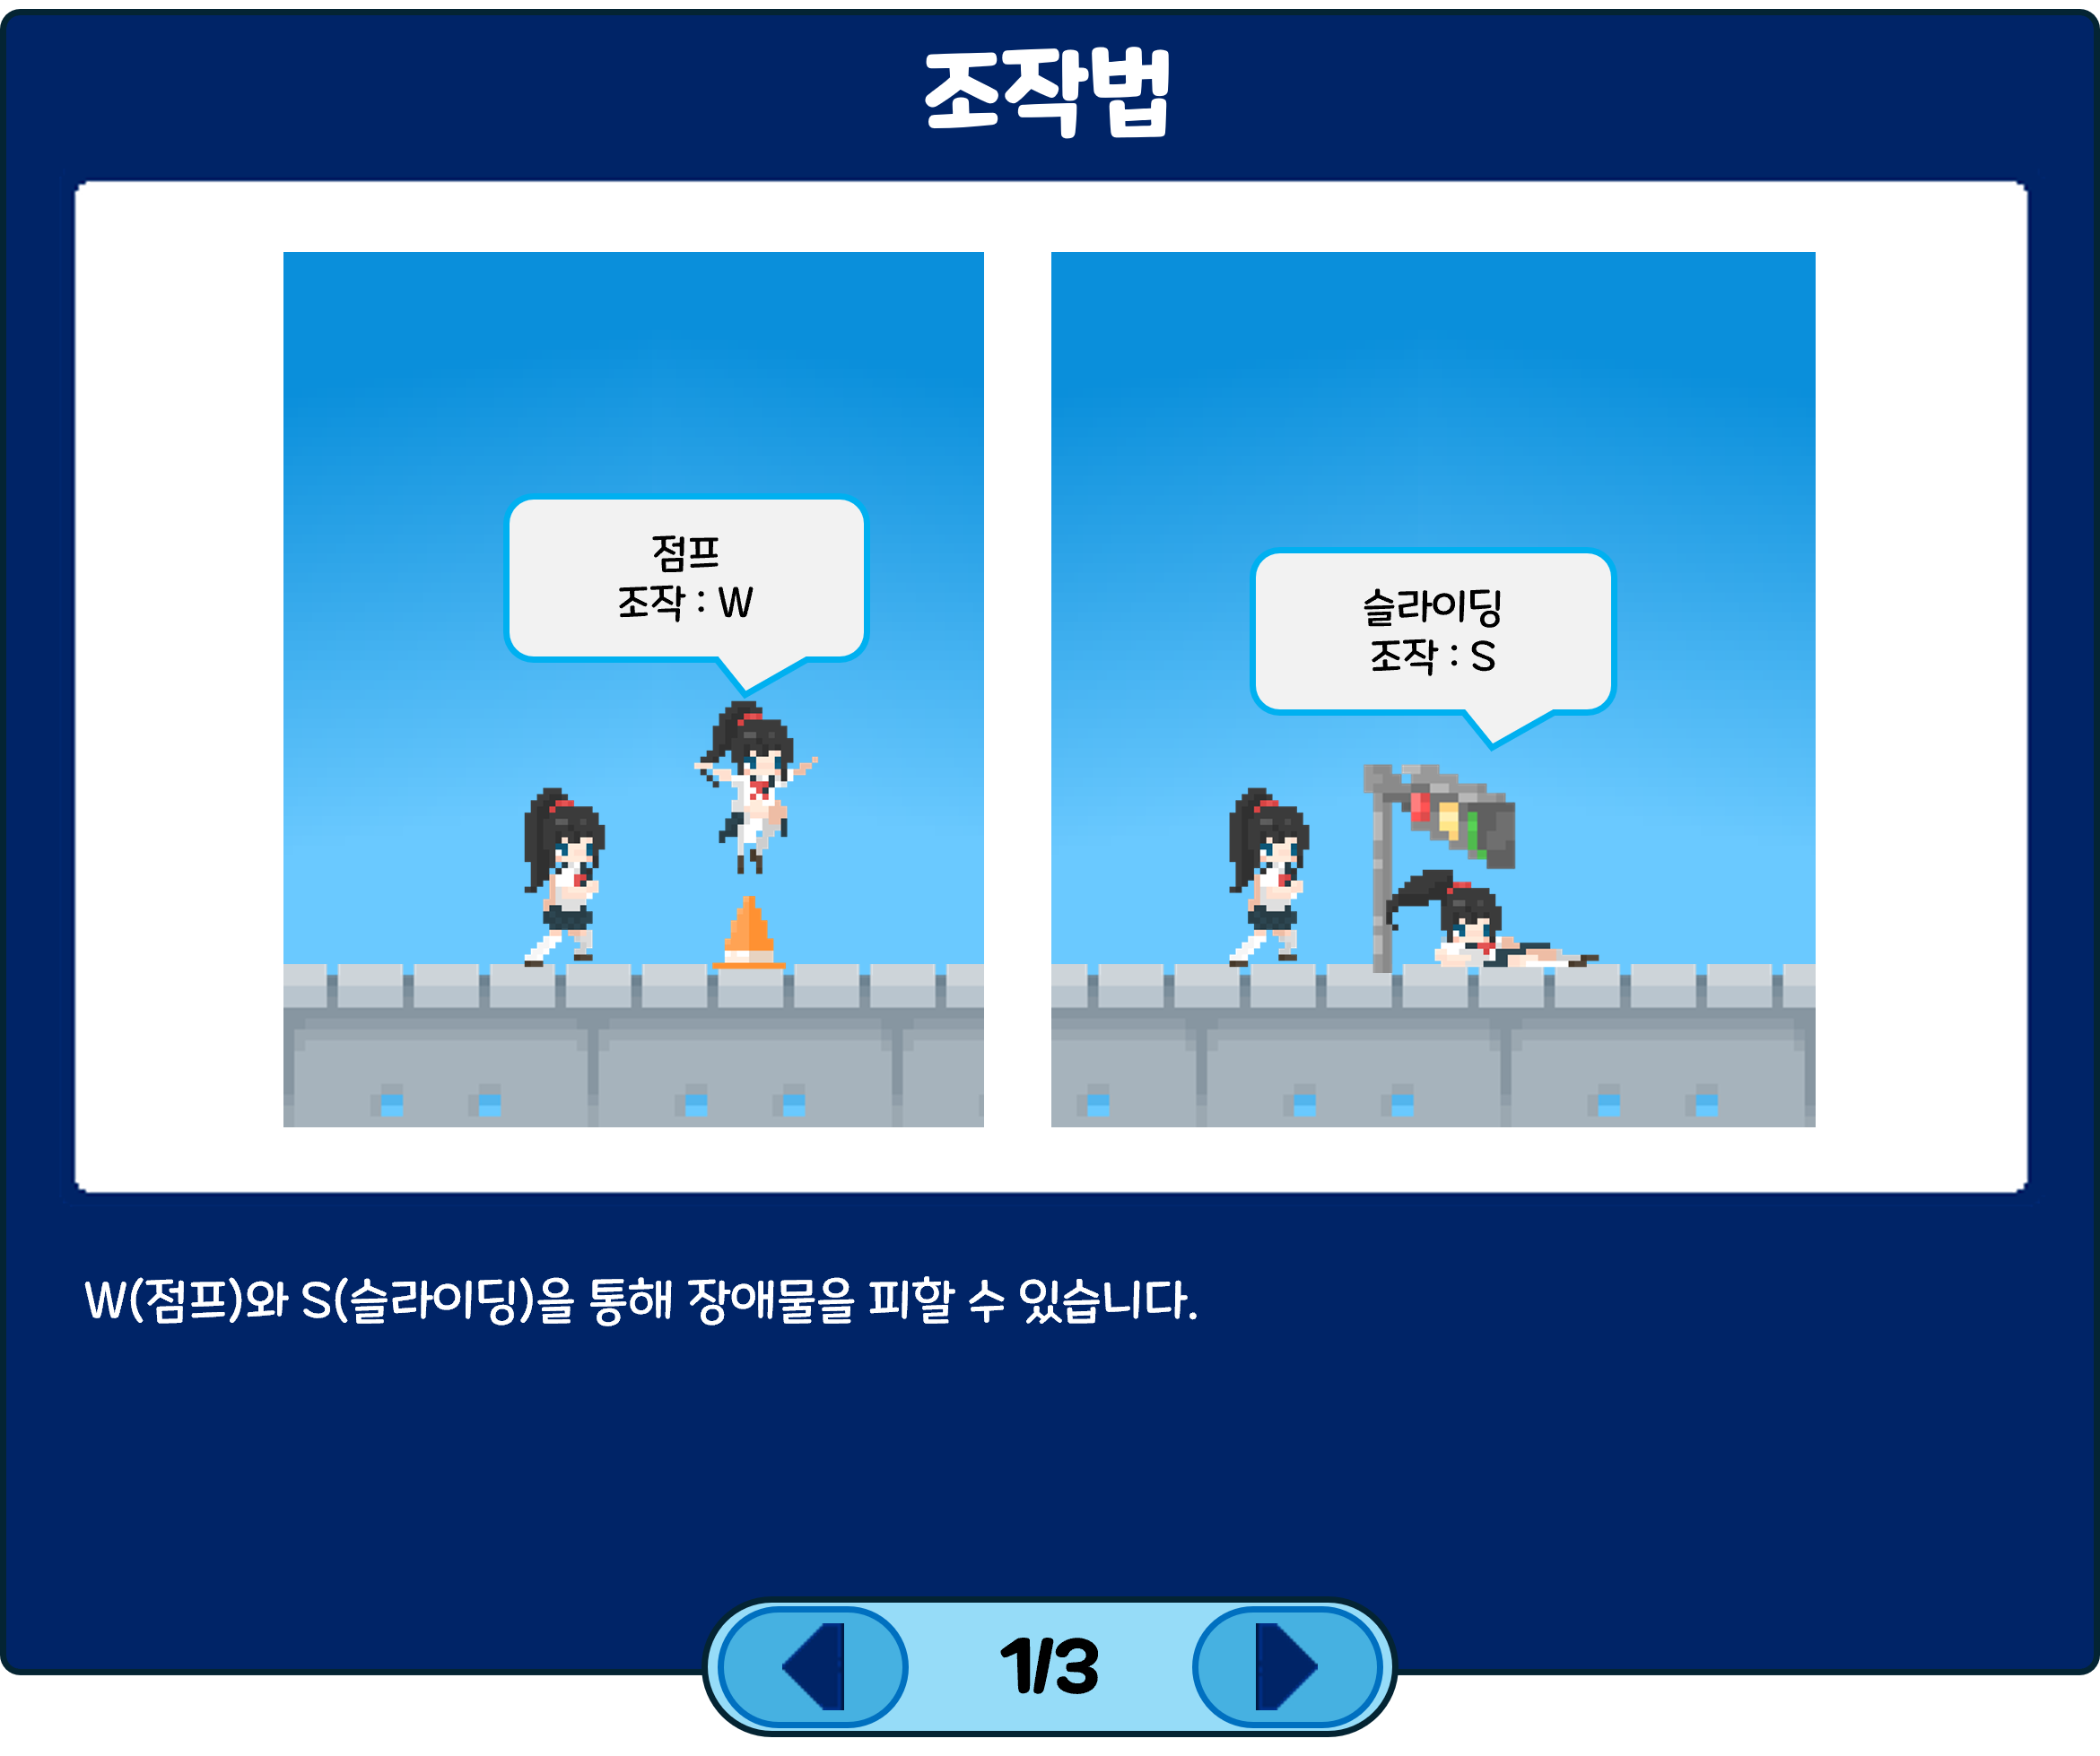 조작법
점프
조작 : W
슬라이딩
조작 : S
W(점프)와 S(슬라이딩)을 통해 장애물을 피할 수 있습니다.
1/3